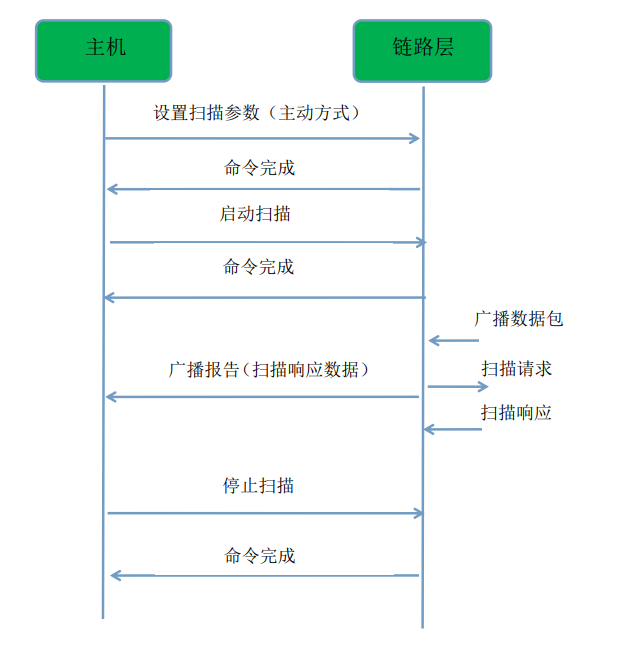 主机
链路层
设置扫描参数（主动方式）
命令完成
启动扫描
命令完成
广播数据包
广播报告（扫描响应数据）
扫描请求
扫描响应
停止扫描
命令完成